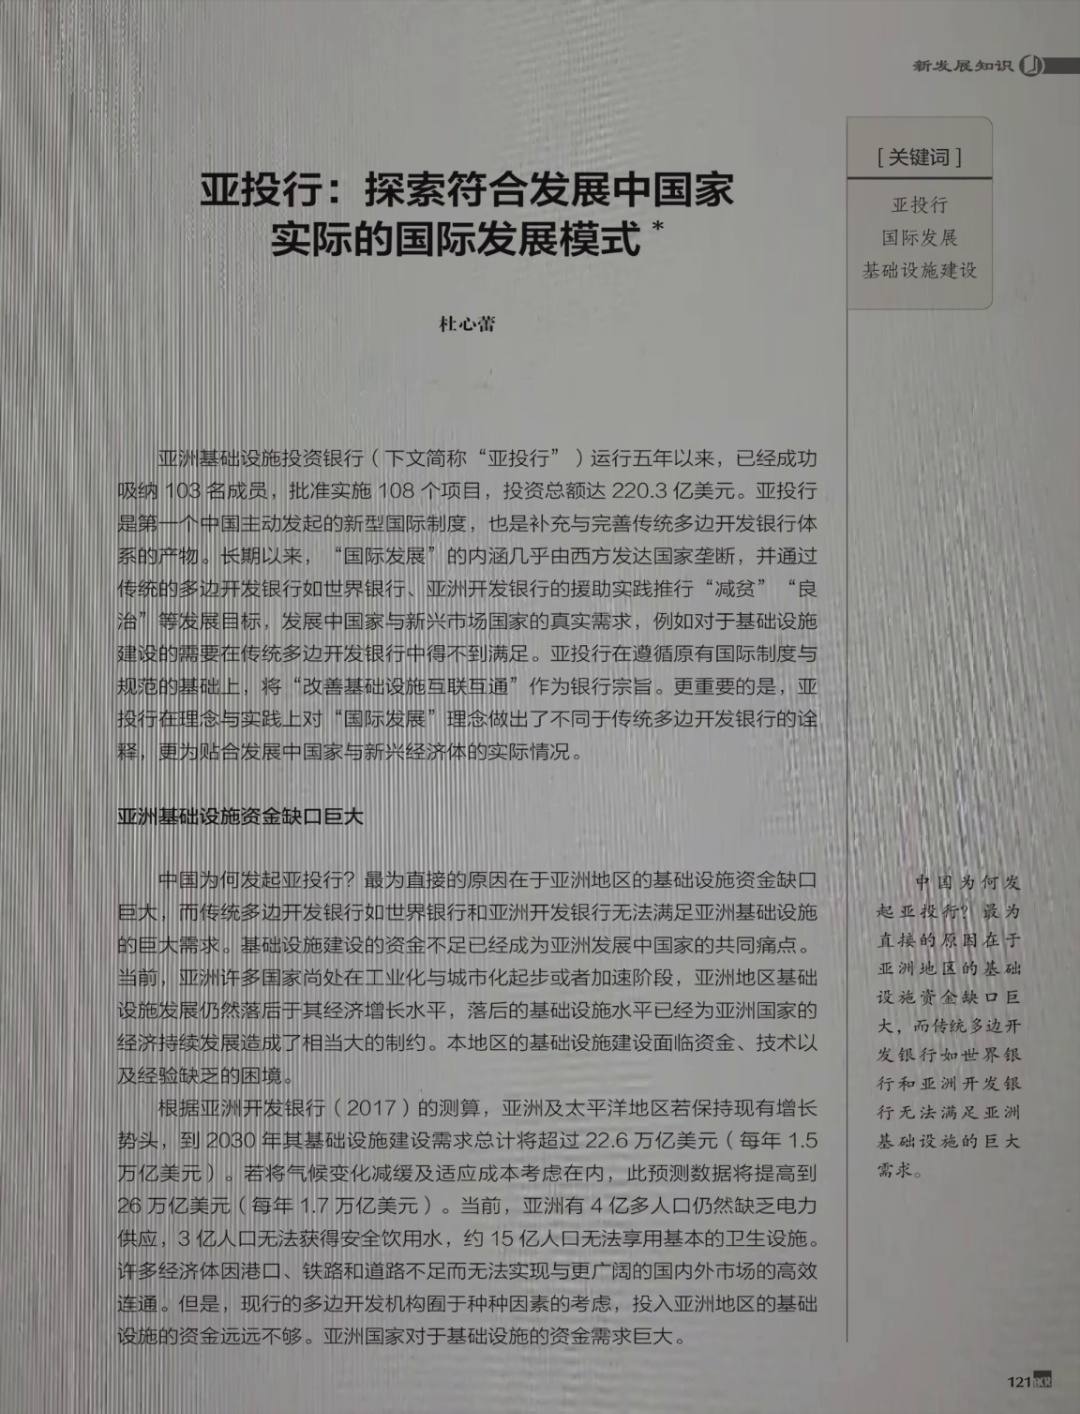 新发展知识
[关键词]
亚投行
国际发展
基础设施建设
亚投行：探索符合发展中国家
实际的国际发展模式*
杜心蕾
亚洲基础设施投资银行（下文简称“亚投行”）运行五年以来，已经成功
吸纳 103 名成员，批准实施 108 个项目，投资总额达 220.3 亿美元。亚投行
是第一个中国主动发起的新型国际制度，也是补充与完善传统多边开发银行体
系的产物。长期以来，“国际发展”的内涵几乎由西方发达国家垄断，并通过
传统的多边开发银行如世界银行、亚洲开发银行的援助实践推行“减贫”“良
治”等发展目标，发展中国家与新兴市场国家的真实需求，例如对于基础设施
建设的需要在传统多边开发银行中得不到满足。亚投行在遵循原有国际制度与
规范的基础上，将“改善基础设施互联互通”作为银行宗旨。更重要的是，亚
投行在理念与实践上对“国际发展”理念做出了不同于传统多边开发银行的诠
释，更为贴合发展中国家与新兴经济体的实际情况。
亚洲基础设施资金缺口巨大
中国为何发起亚投行？最为直接的原因在于亚洲地区的基础设施资金缺口
巨大，而传统多边开发银行如世界银行和亚洲开发银行无法满足亚洲基础设施
的巨大需求。基础设施建设的资金不足已经成为亚洲发展中国家的共同痛点。
当前，亚洲许多国家尚处在工业化与城市化起步或者加速阶段，亚洲地区基础
设施发展仍然落后于其经济增长水平，落后的基础设施水平已经为亚洲国家的
经济持续发展造成了相当大的制约。本地区的基础设施建设面临资金、技术以
及经验缺乏的困境。
根据亚洲开发银行（2017）的测算，亚洲及太平洋地区若保持现有增长
势头，到 2030 年其基础设施建设需求总计将超过 22.6 万亿美元（每年 1.5
万亿美元）。若将气候变化减缓及适应成本考虑在内，此预测数据将提高到
26 万亿美元（每年 1.7 万亿美元）。当前，亚洲有 4 亿多人口仍然缺乏电力
供应，3 亿人口无法获得安全饮用水，约 15 亿人口无法享用基本的卫生设施。
许多经济体因港口、铁路和道路不足而无法实现与更广阔的国内外市场的高效
连通。但是，现行的多边开发机构囿于种种因素的考虑，投入亚洲地区的基础
设施的资金远远不够。亚洲国家对于基础设施的资金需求巨大。
中国为何发
起亚投行？最为
直接的原因在于
亚洲地区的基础
设施资金缺口巨
大，而传统多边开
发银行如世界银
行和亚洲开发银
行无法满足亚洲
基础设施的巨大
需求。
121